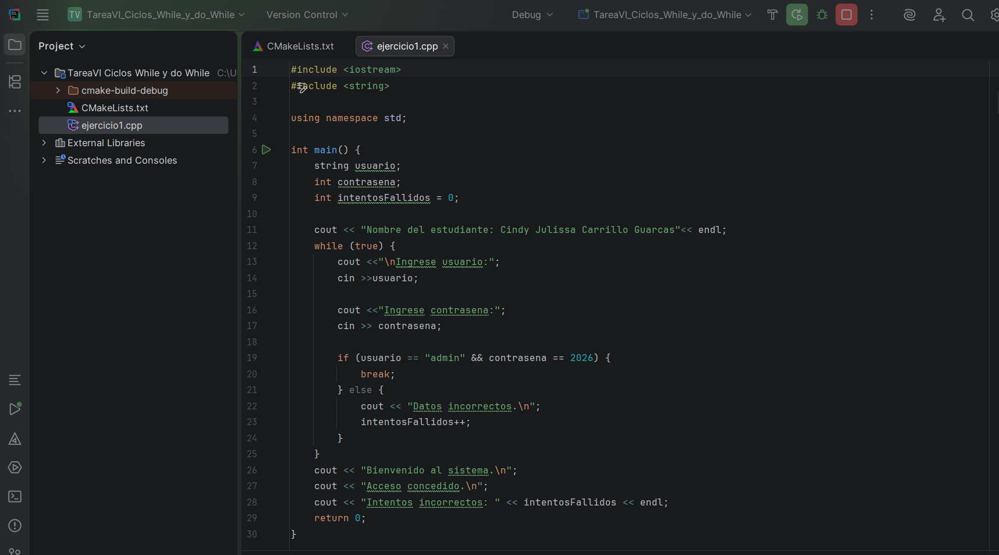 TV TareaVI_Ciclos_While_y_do_While Version Control Debug TareaVI_Ciclos_While_y_do_While
Project
CMakeLists.txt ejercicio1.cpp
TareaVI Ciclos While y do While C:\U
cmake-build-debug
CMakeLists.txt
ejercicio1.cpp
External Libraries
Scratches and Consoles
1 #include <iostream>
2 #include <string>
3
4 using namespace std;
5
6 int main() {
7 string usuario;
8 int contrasena;
9 int intentosFallidos = 0;
10
11 cout << "Nombre del estudiante: Cindy Julissa Carrillo Guarcas"<< endl;
12 while (true) {
13 cout <<"\nIngrese usuario:";
14 cin >>usuario;
15
16 cout <<"Ingrese contrasena:";
17 cin >> contrasena;
18
19 if (usuario == "admin" && contrasena == 2026) {
20 break;
21 } else {
22 cout << "Datos incorrectos.\n";
23 intentosFallidos++;
24 }
25 }
26 cout << "Bienvenido al sistema.\n";
27 cout << "Acceso concedido.\n";
28 cout << "Intentos incorrectos: " << intentosFallidos << endl;
29 return 0;
30 }